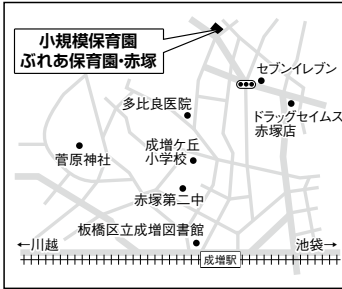 小規模保育園
ぷれあ保育園・赤塚
セブンイレブン
多比良医院
ドラッグセイムス
赤塚店
成増ケ丘
小学校
菅原神社
赤塚第二中
板橋区立成増図書館
←川越
池袋→
成増駅